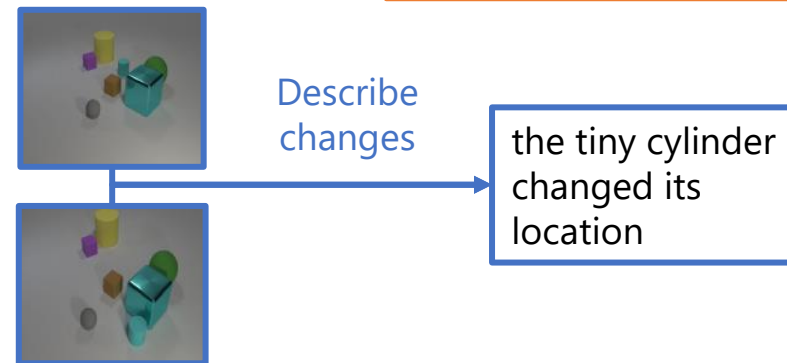 Describe
changes
the tiny cylinder
changed its
location